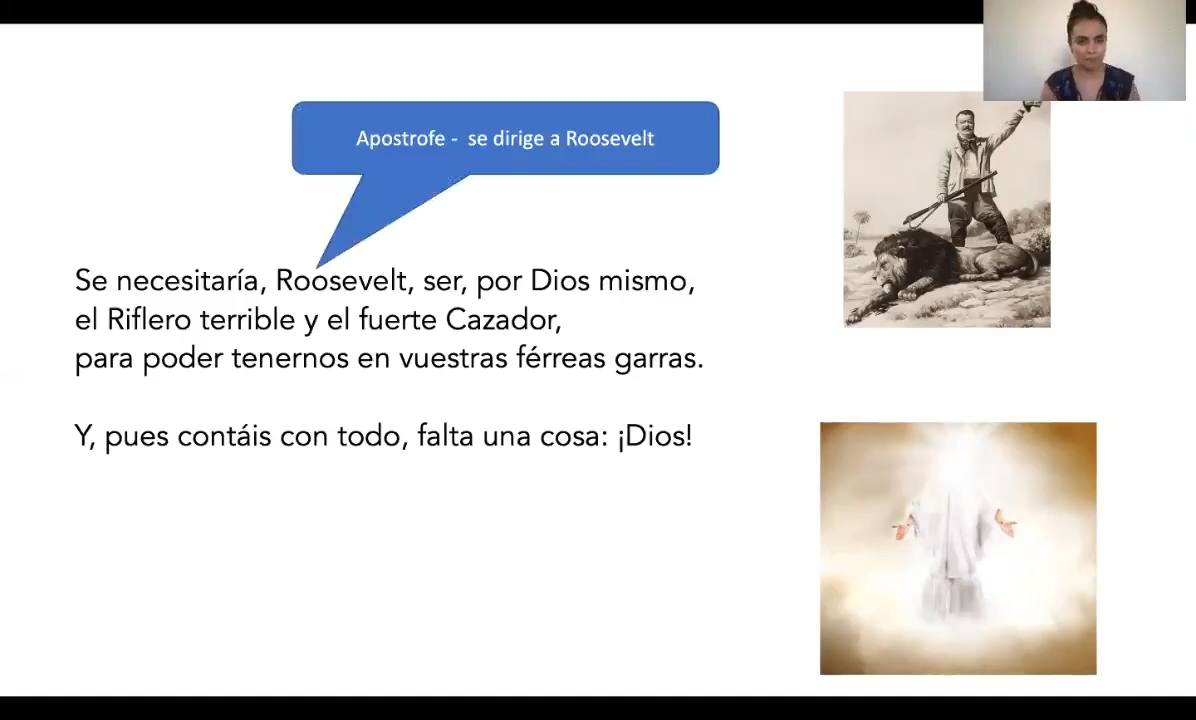 Apostrofe - se dirige a Roosevelt
Se necesitaría, Roosevelt, ser, por Dios mismo,
el Riflero terrible y el fuerte Cazador,
para poder tenernos en vuestras férreas garras.
Y, pues contáis con todo, falta una cosa: ¡Dios!